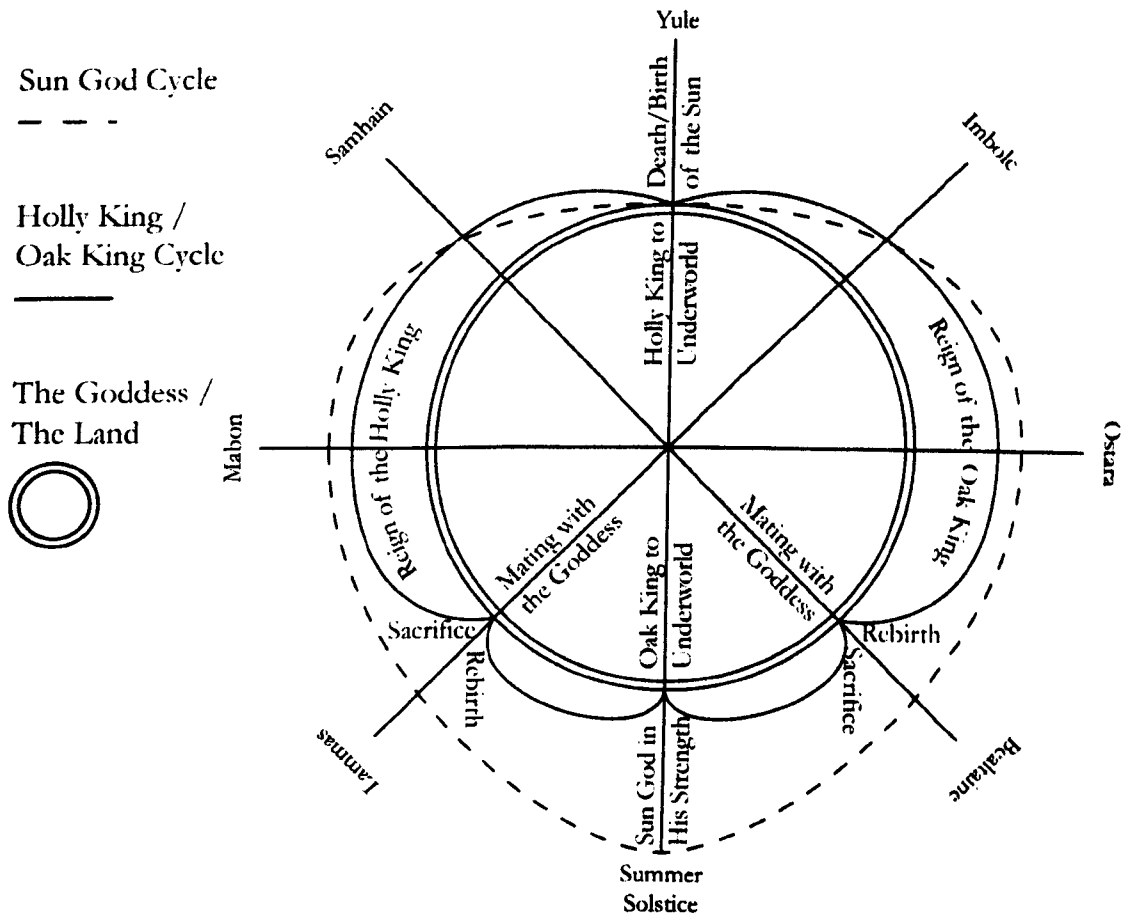 Yule
Sun God Cycle
Holly King /
Oak King Cycle
The Goddess /
The Land
Samhain
Imbolc
Death/Birth
of the Sun
Holly King to
Underworld
Reign of the Holly King
Reign of the Oak King
Mabon
Ostara
Mating with
the Goddess
Oak King to
Underworld
Mating with
the Goddess
Sacrifice
Rebirth
Rebirth
Sacrifice
Lammas
Sun God in
His Strength
Bealtaine
Summer
Solstice